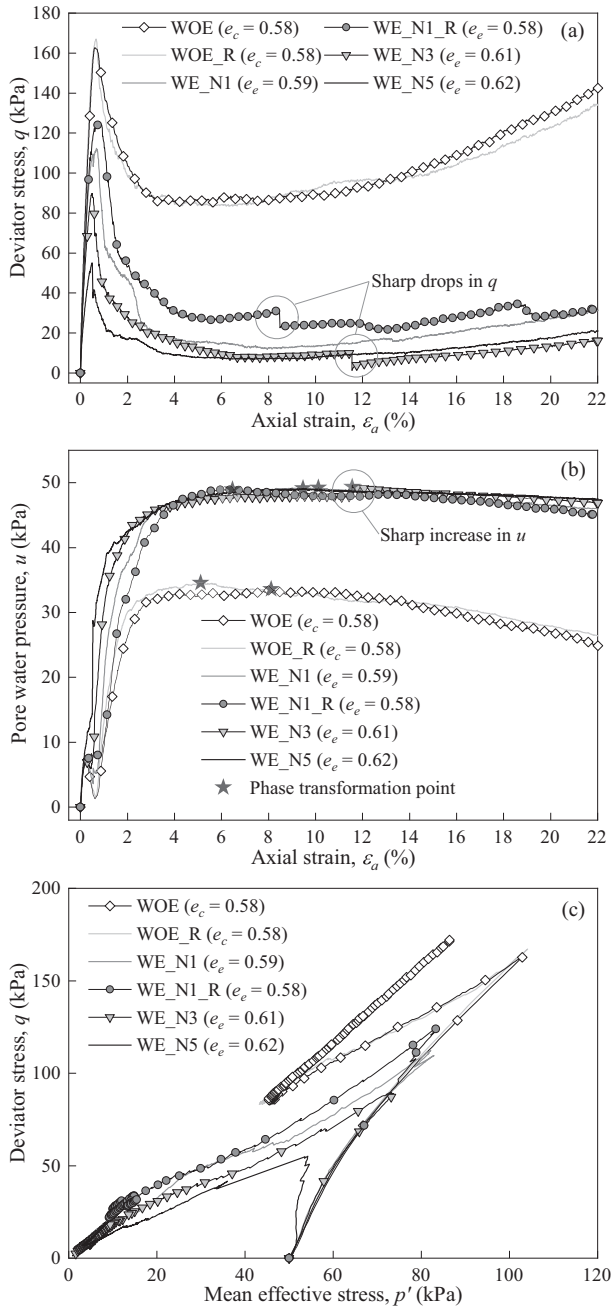 WOE (e_c = 0.58)
WE_N1_R (e_e = 0.58)
(a)
WOE_R (e_c = 0.58)
WE_N3 (e_e = 0.61)
WE_N1 (e_e = 0.59)
WE_N5 (e_e = 0.62)
Deviator stress, q (kPa)
160
140
120
100
80
60
40
20
0
Sharp drops in q
0 2 4 6 8 10 12 14 16 18 20 22
Axial strain, ε_a (%)
(b)
Pore water pressure, u (kPa)
50
40
30
20
10
0
Sharp increase in u
WOE (e_c = 0.58)
WOE_R (e_c = 0.58)
WE_N1 (e_e = 0.59)
WE_N1_R (e_e = 0.58)
WE_N3 (e_e = 0.61)
WE_N5 (e_e = 0.62)
Phase transformation point
0 2 4 6 8 10 12 14 16 18 20 22
Axial strain, ε_a (%)
(c)
Deviator stress, q (kPa)
200
150
100
50
0
WOE (e_c = 0.58)
WOE_R (e_c = 0.58)
WE_N1 (e_e = 0.59)
WE_N1_R (e_e = 0.58)
WE_N3 (e_e = 0.61)
WE_N5 (e_e = 0.62)
0 20 40 60 80 100 120
Mean effective stress, p′ (kPa)